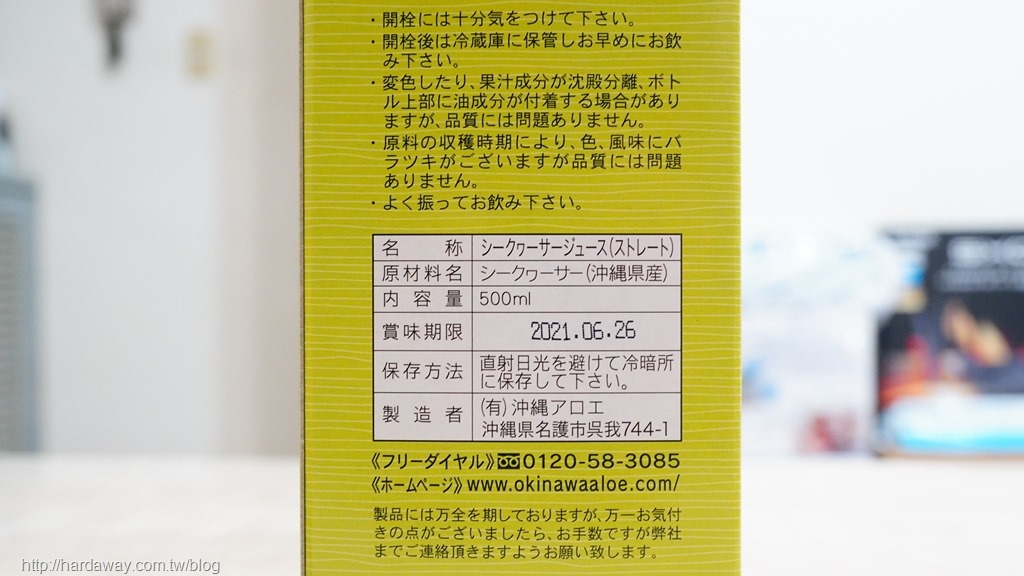 ・開栓には十分気をつけて下さい。
・開栓後は冷蔵庫に保管しお早めにお飲
み下さい。
・変色したり、果汁成分が沈殿分離、ボト
ル上部に油成分が付着する場合があり
ますが、品質には問題ありません。
・原料の収穫時期により、色、風味にバ
ラツキがございますが品質には問題
ありません。
・よく振ってお飲み下さい。
名称 シークヮーサージュース(ストレート)
原材料名 シークヮーサー(沖縄県産)
内容量 500ml
賞味期限 2021.06.26
保存方法 直射日光を避けて冷暗所
に保存して下さい。
製造者 (有)沖縄アロエ
沖縄県名護市呉我744-1
《フリーダイヤル》0120-58-3085
《ホームページ》www.okinawaaloe.com/
製品には万全を期しておりますが、万一お気付
きの点がございましたら、お手数ですが弊社
までご連絡頂きますようお願い致します。
http://hardaway.com.tw/blog